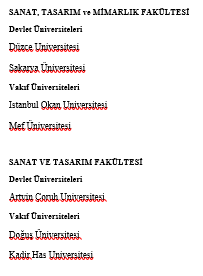 SANAT, TASARIM ve MİMARLIK FAKÜLTESİ
Devlet Üniversiteleri
Düzce Üniversitesi
Sakarya Üniversitesi
Vakıf Üniversiteleri
Istanbul Okan Üniversitesi
Mef Üniversitesi
SANAT VE TASARIM FAKÜLTESİ
Devlet Üniversiteleri
Artvin Çoruh Üniversitesi
Vakıf Üniversiteleri
Doğuş Üniversitesi
Kadir Has Üniversitesi